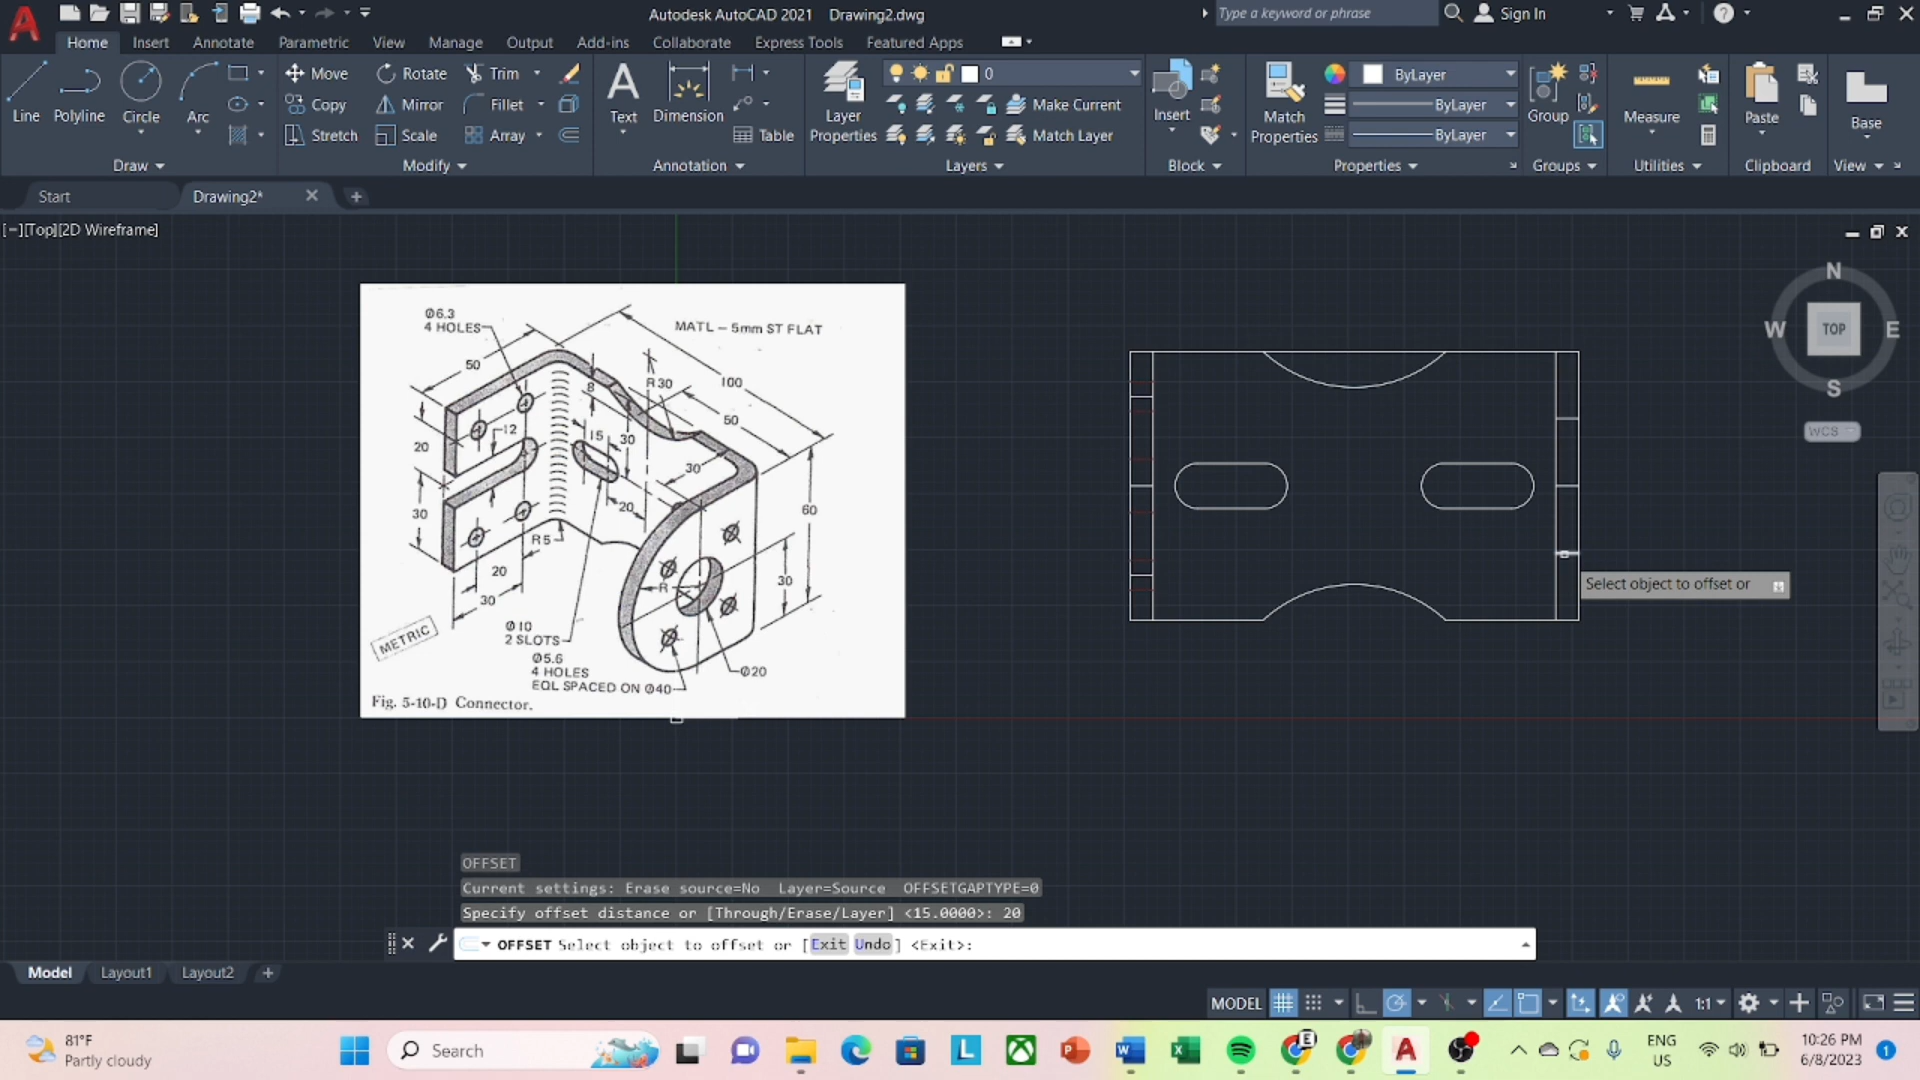 Autodesk AutoCAD 2021 Drawing2.dwg
Type a keyword or phrase
Sign In
Home Insert Annotate Parametric View Manage Output Add-ins Collaborate Express Tools Featured Apps
Line
Polyline
Circle
Arc
Draw
Move
Rotate
Trim
Copy
Mirror
Fillet
Stretch
Scale
Array
Modify
Text
Dimension
Table
Annotation
Layer
Properties
0
Make Current
Match Layer
Layers
Insert
Block
Match
Properties
ByLayer
ByLayer
ByLayer
Properties
Group
Groups
Measure
Utilities
Paste
Clipboard
Base
View
Start
Drawing2*
[−][Top][2D Wireframe]
N
W
TOP
E
S
WCS
Ø6.3
4 HOLES
MATL – 5mm ST FLAT
50
8
R30
100
50
12
15
30
20
30
60
30
20
R5
20
30
R
30
METRIC
Ø10
2 SLOTS
Ø5.6
4 HOLES
EQL SPACED ON Ø40
Ø20
Fig. 5-10-D Connector.
Select object to offset or
OFFSET
Current settings: Erase source=No Layer=Source OFFSETGAPTYPE=0
Specify offset distance or [Through/Erase/Layer] <15.0000>: 20
OFFSET Select object to offset or [Exit Undo] <Exit>:
Model
Layout1
Layout2
MODEL
1:1
81°F
Partly cloudy
Search
ENG
US
10:26 PM
6/8/2023
1